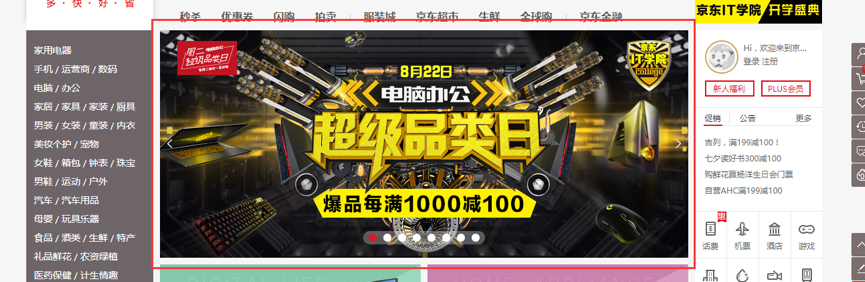 多·快·好·省
秒杀 优惠券 闪购 拍卖 服装城 京东超市 生鲜 全球购 京东金融
京东IT学院 开学盛典
家用电器
手机 / 运营商 / 数码
电脑 / 办公
家居 / 家具 / 家装 / 厨具
男装 / 女装 / 童装 / 内衣
美妆个护 / 宠物
女鞋 / 箱包 / 钟表 / 珠宝
男鞋 / 运动 / 户外
汽车 / 汽车用品
母婴 / 玩具乐器
食品 / 酒类 / 生鲜 / 特产
礼品鲜花 / 农资绿植
医药保健 / 计生情趣
周二
超级品类日
京东
IT学院
college
8月22日
电脑办公
超级品类日
爆品每满1000减100
Hi，欢迎来到京...
登录 注册
新人福利 PLUS会员
促销 公告 更多
吉列，满199减100！
七夕读好书300减100
购鲜花赢杨洋生日会门票
自营AHC满199减100
惠
话费 机票 酒店 游戏
DIGITAL LIFE
HOME APPLIANCE